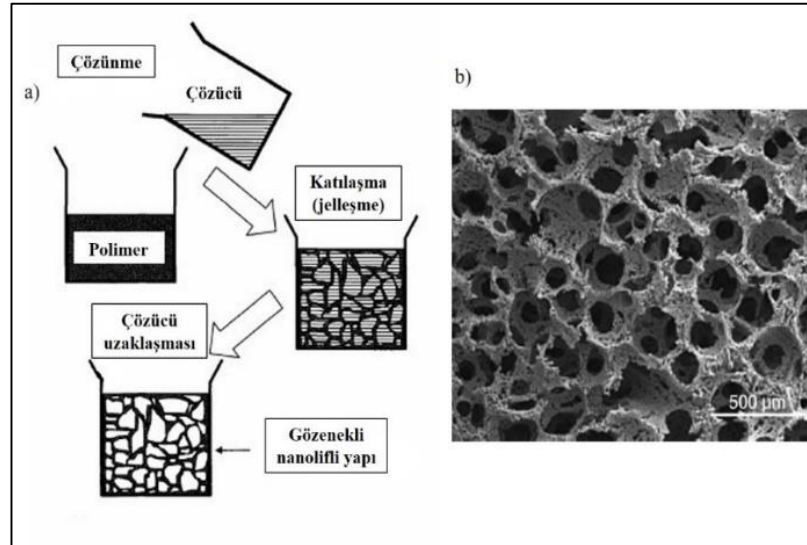 a)
Çözünme
Çözücü
Polimer
Katılaşma
(jelleşme)
Çözücü
uzaklaşması
Gözenekli
nanolifli yapı
b)
500 µm